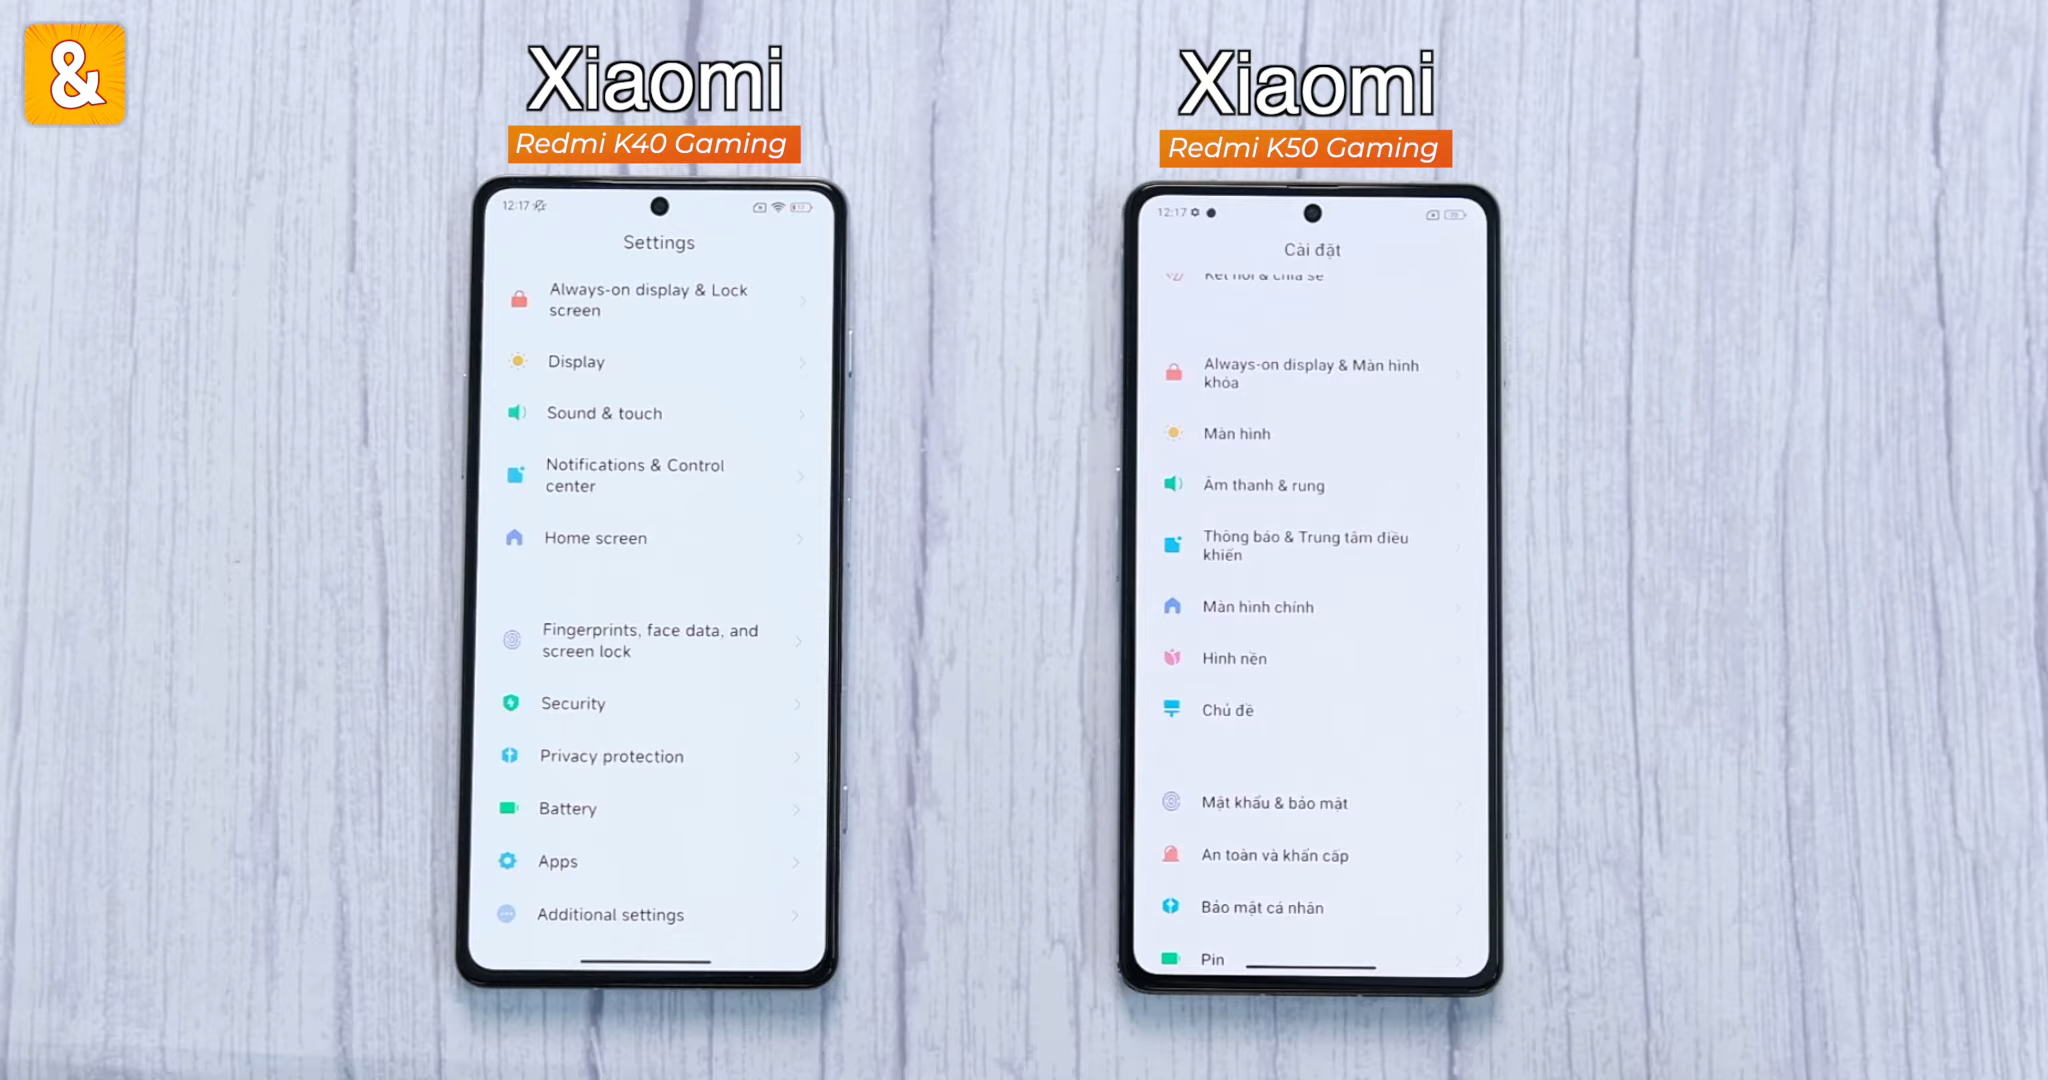 &
Xiaomi
Redmi K40 Gaming
12:17
Settings
Always-on display & Lock
screen
Display
Sound & touch
Notifications & Control
center
Home screen
Fingerprints, face data, and
screen lock
Security
Privacy protection
Battery
Apps
Additional settings
Xiaomi
Redmi K50 Gaming
12:17
Cài đặt
Kết nối & chia sẻ
Always-on display & Màn hình
khóa
Màn hình
Âm thanh & rung
Thông báo & Trung tâm điều
khiển
Màn hình chính
Hình nền
Chủ đề
Mật khẩu & bảo mật
An toàn và khẩn cấp
Bảo mật cá nhân
Pin